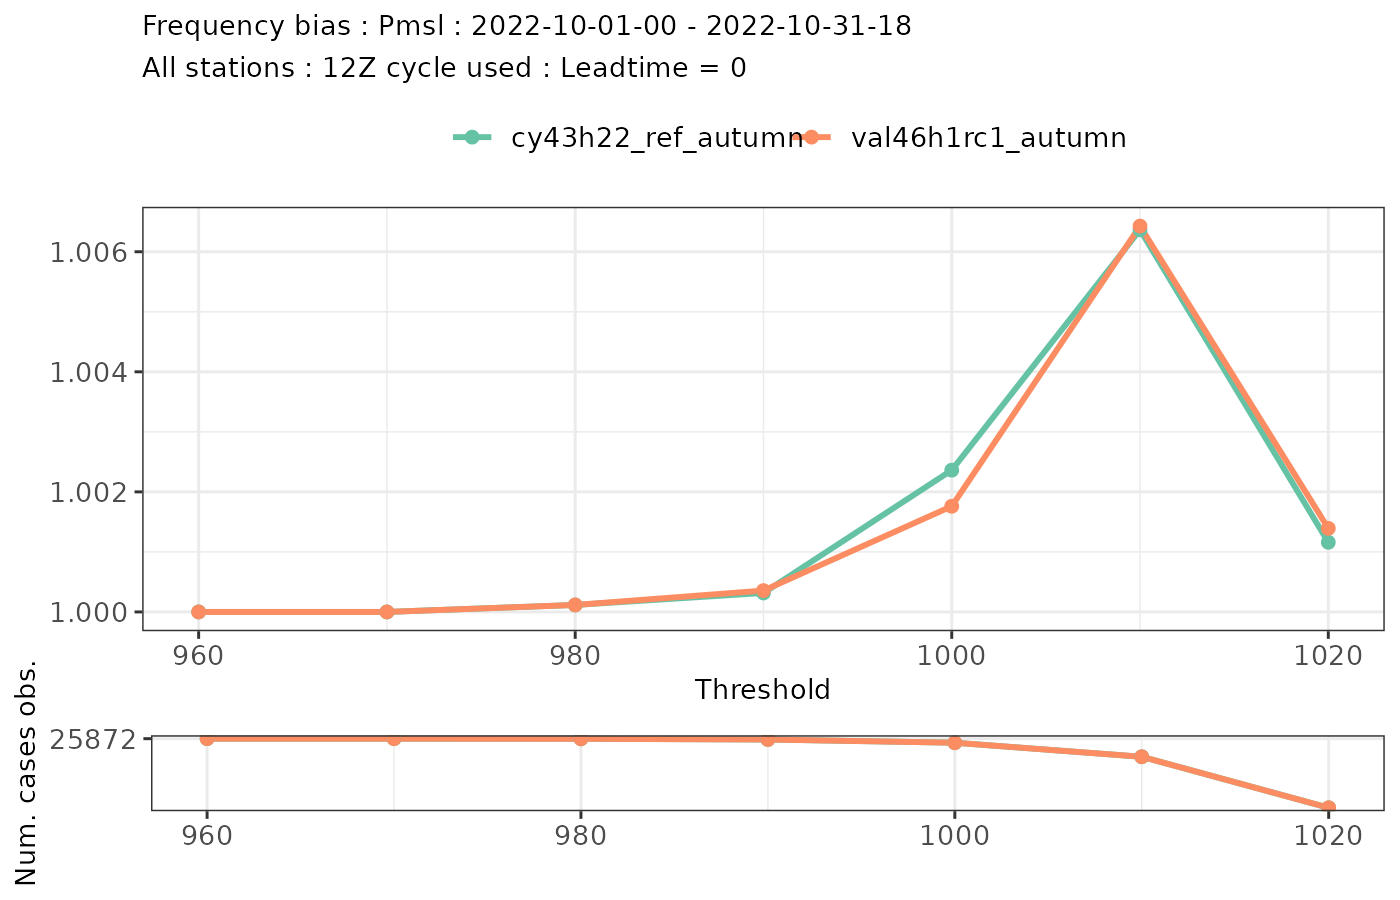 Frequency bias : Pmsl : 2022-10-01-00 - 2022-10-31-18
All stations : 12Z cycle used : Leadtime = 0
cy43h22_ref_autumn val46h1rc1_autumn
1.006
1.004
1.002
1.000
960 980 1000 1020
Threshold
Num. cases obs.
25872
960 980 1000 1020